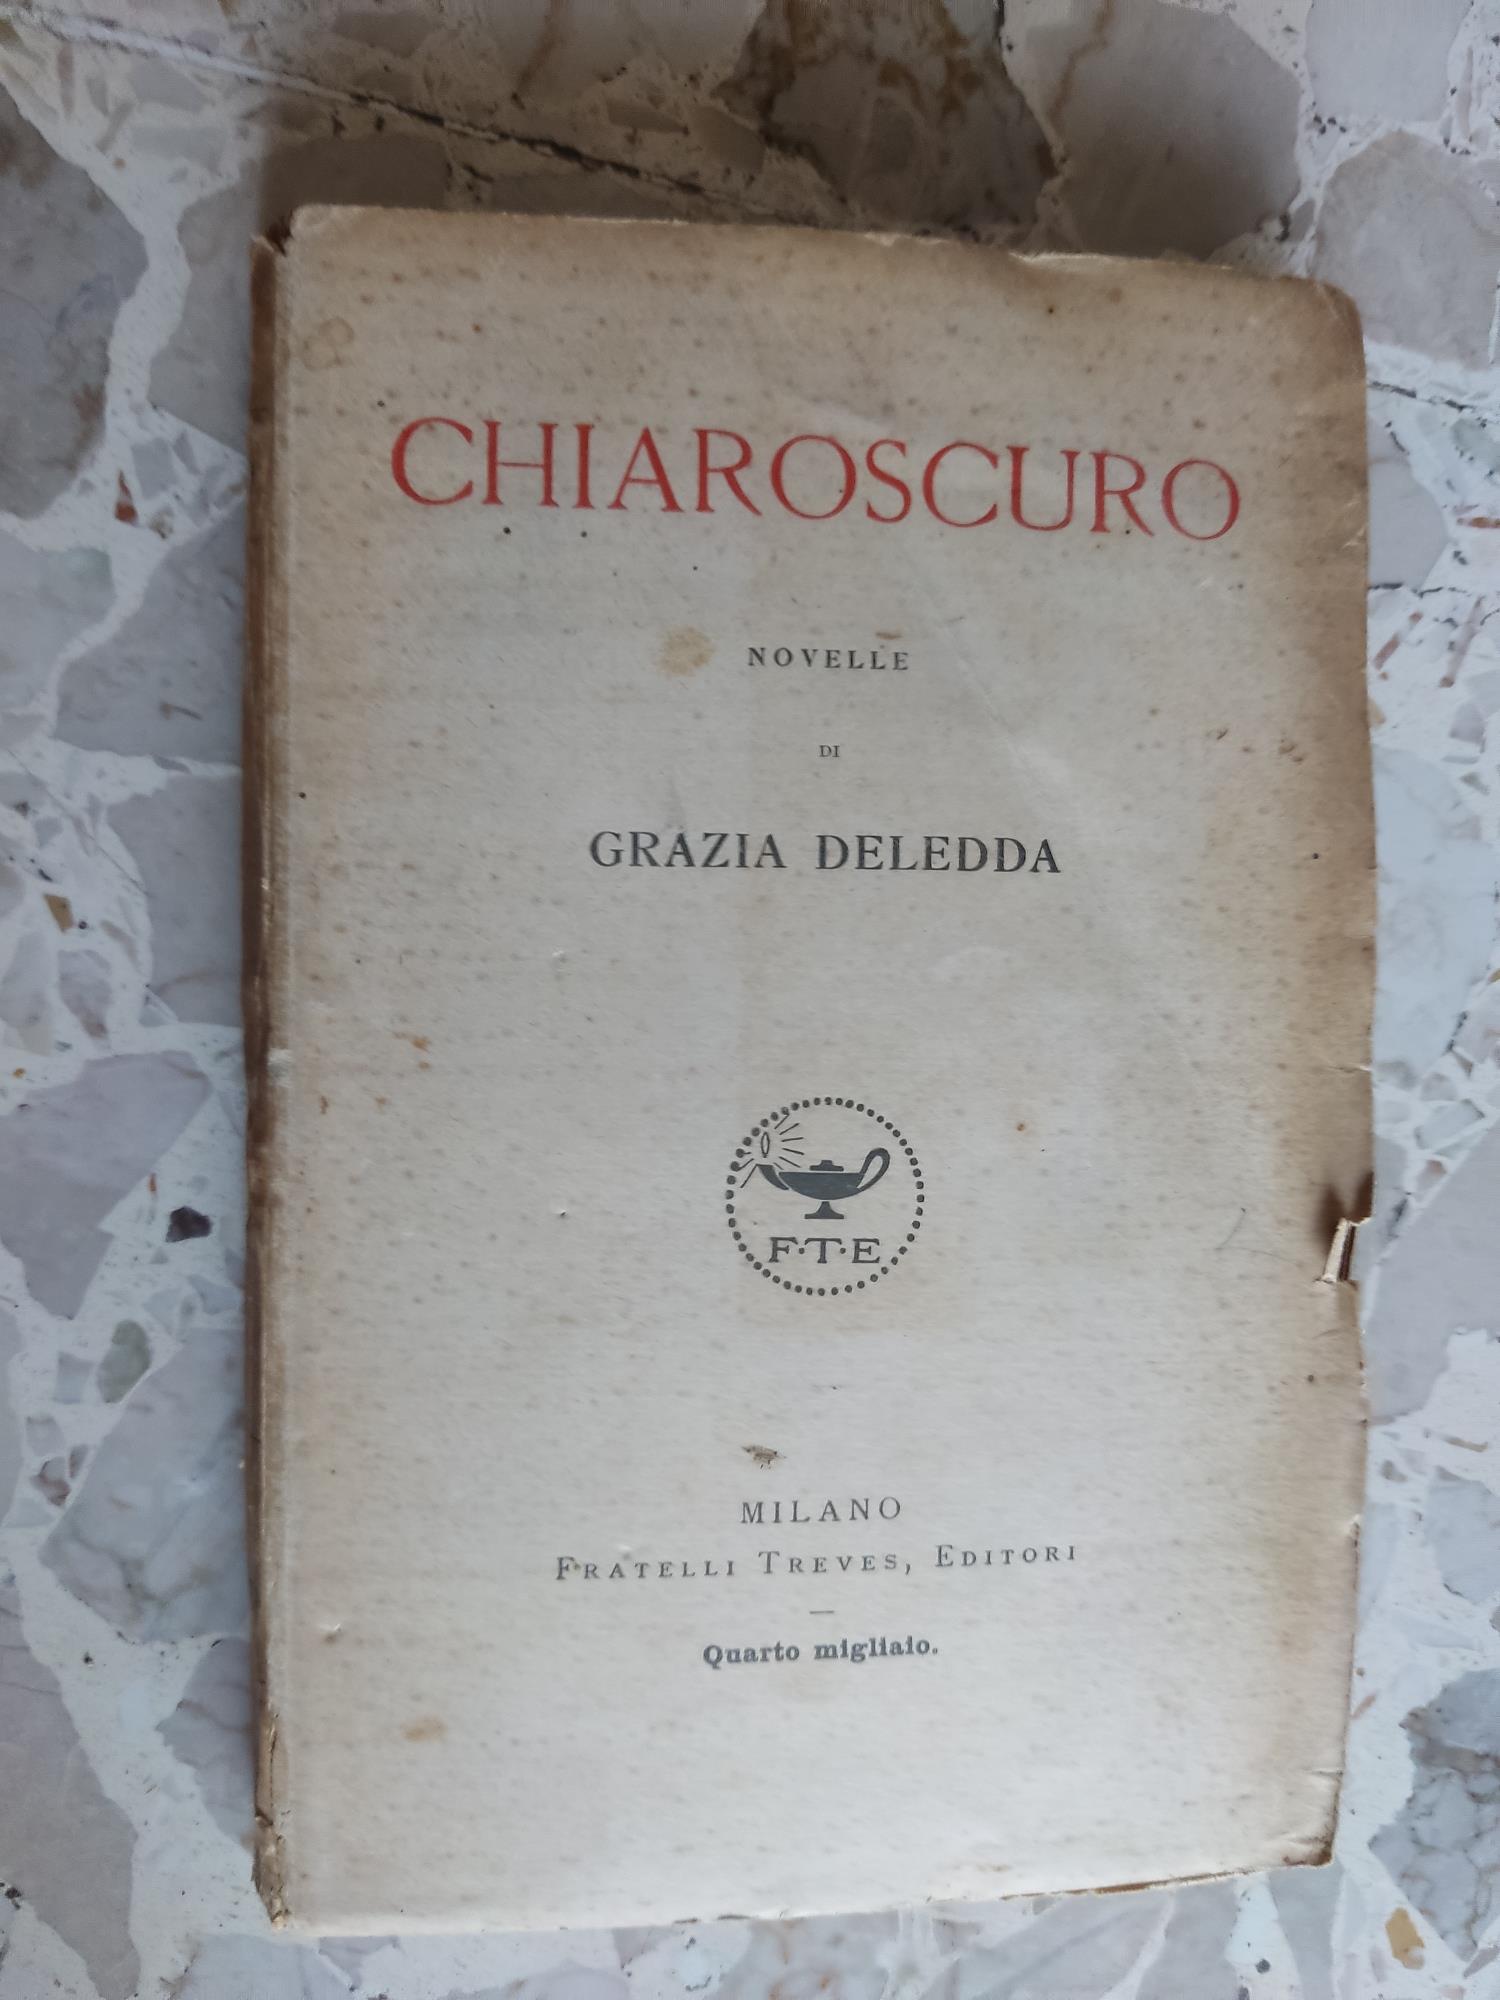 CHIAROSCURO
NOVELLE
DI
GRAZIA DELEDDA
F·T·E
MILANO
FRATELLI TREVES, EDITORI
Quarto migliaio.